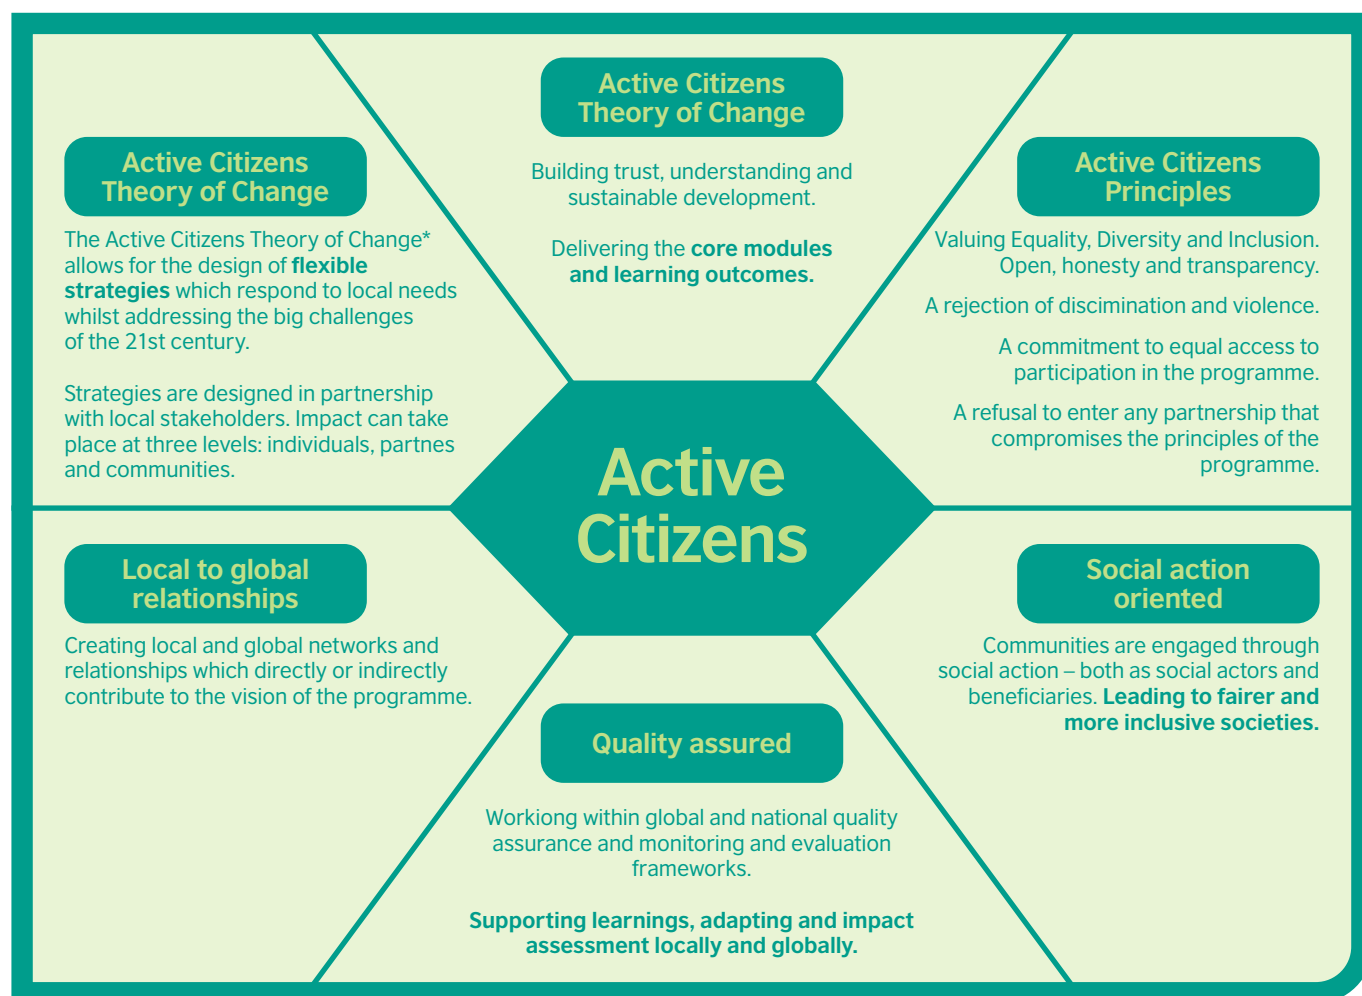 Active Citizens
Theory of Change
Building trust, understanding and
sustainable development.
Delivering the core modules
and learning outcomes.
Active Citizens
Theory of Change
The Active Citizens Theory of Change*
allows for the design of flexible
strategies which respond to local needs
whilst addressing the big challenges
of the 21st century.
Strategies are designed in partnership
with local stakeholders. Impact can take
place at three levels: individuals, partnes
and communities.
Active Citizens
Principles
Valuing Equality, Diversity and Inclusion.
Open, honesty and transparency.
A rejection of discimination and violence.
A commitment to equal access to
participation in the programme.
A refusal to enter any partnership that
compromises the principles of the
programme.
Active
Citizens
Local to global
relationships
Creating local and global networks and
relationships which directly or indirectly
contribute to the vision of the programme.
Quality assured
Workiong within global and national quality
assurance and monitoring and evaluation
frameworks.
Supporting learnings, adapting and impact
assessment locally and globally.
Social action
oriented
Communities are engaged through
social action – both as social actors and
beneficiaries. Leading to fairer and
more inclusive societies.